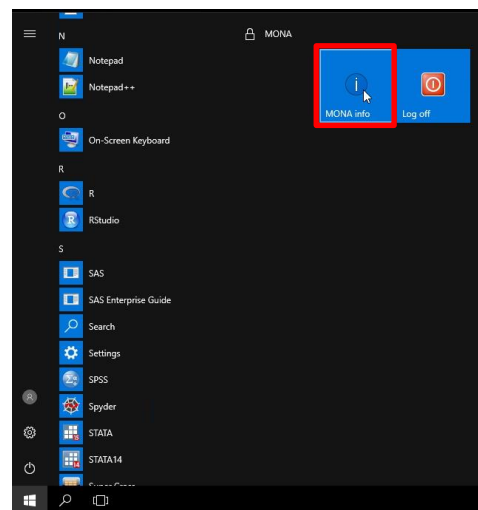 N
MONA
Notepad
Notepad++
MONA info
Log off
O
On-Screen Keyboard
R
R
RStudio
S
SAS
SAS Enterprise Guide
Search
Settings
SPSS
Spyder
STATA
STATA14